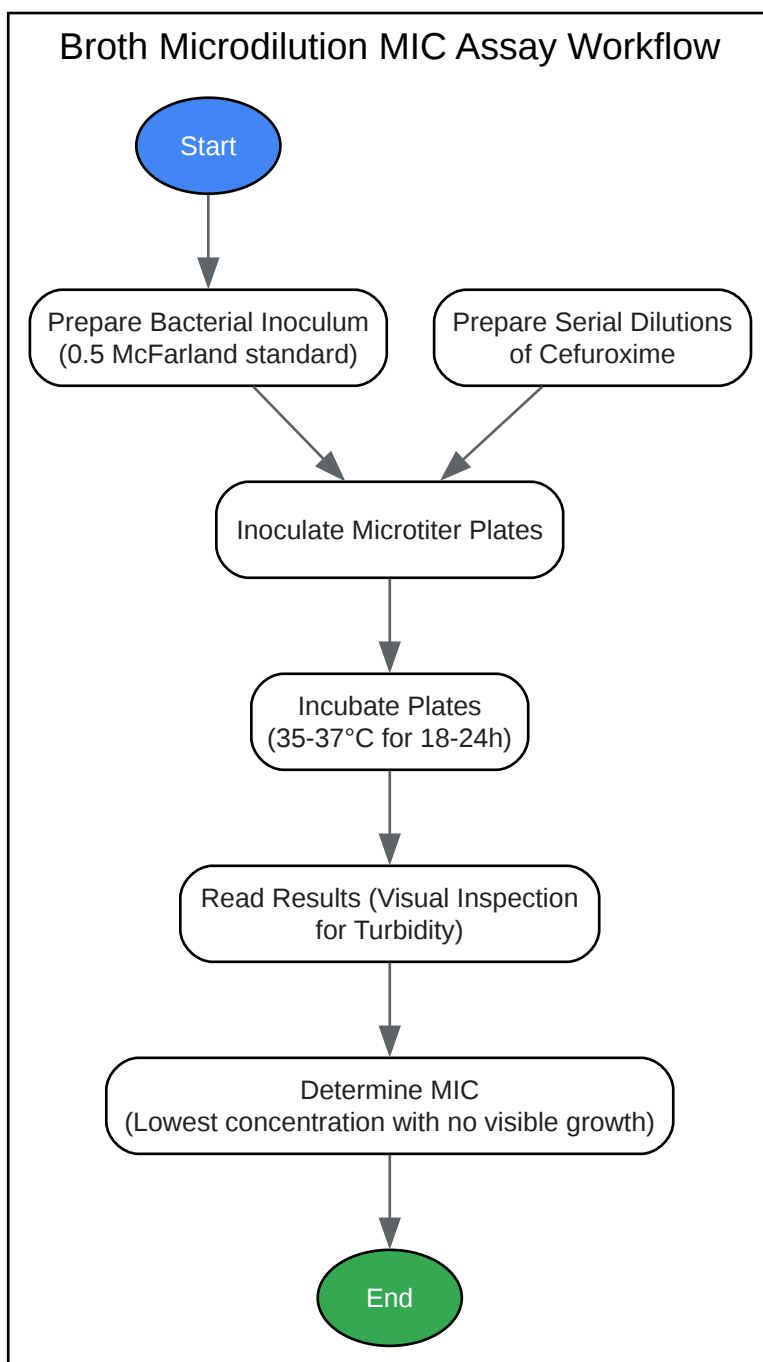 Broth Microdilution MIC Assay Workflow
Start
Prepare Bacterial Inoculum
(0.5 McFarland standard)
Prepare Serial Dilutions
of Cefuroxime
Inoculate Microtiter Plates
Incubate Plates
(35-37°C for 18-24h)
Read Results (Visual Inspection
for Turbidity)
Determine MIC
(Lowest concentration with no visible growth)
End